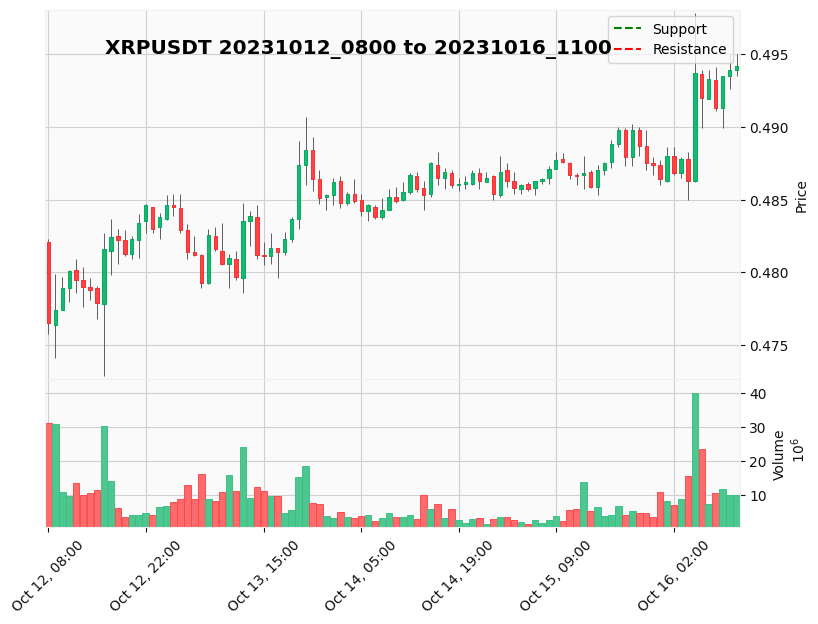 XRPUSDT 20231012_0800 to 20231016_1100
Support
Resistance
0.495
0.490
0.485
0.480
0.475
Price
40
30
20
10
Volume
10^6
Oct 12, 08:00
Oct 12, 22:00
Oct 13, 15:00
Oct 14, 05:00
Oct 14, 19:00
Oct 15, 09:00
Oct 16, 02:00